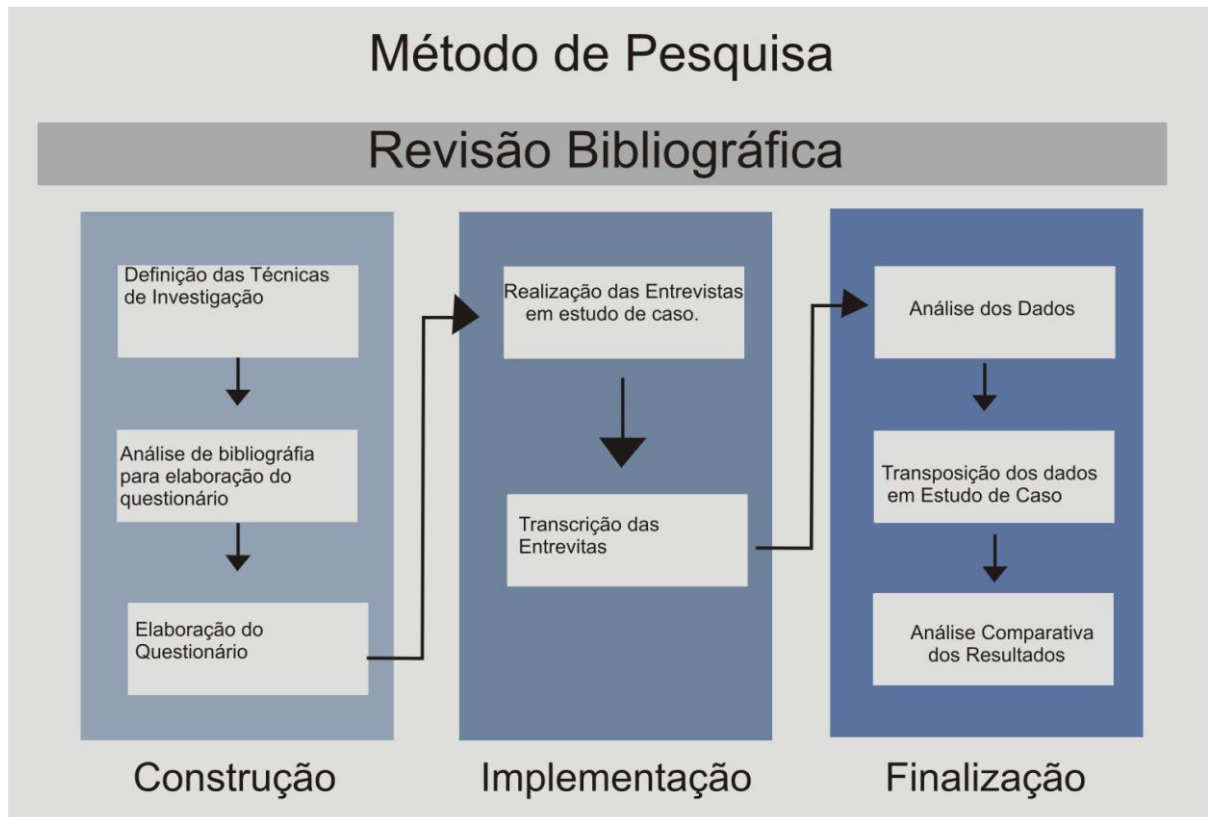 Método de Pesquisa
Revisão Bibliográfica
Definição das Técnicas
de Investigação
Análise de bibliográfia
para elaboração do
questionário
Elaboração do
Questionário
Construção
Realização das Entrevistas
em estudo de caso.
Transcrição das
Entrevitas
Implementação
Análise dos Dados
Transposição dos dados
em Estudo de Caso
Análise Comparativa
dos Resultados
Finalização